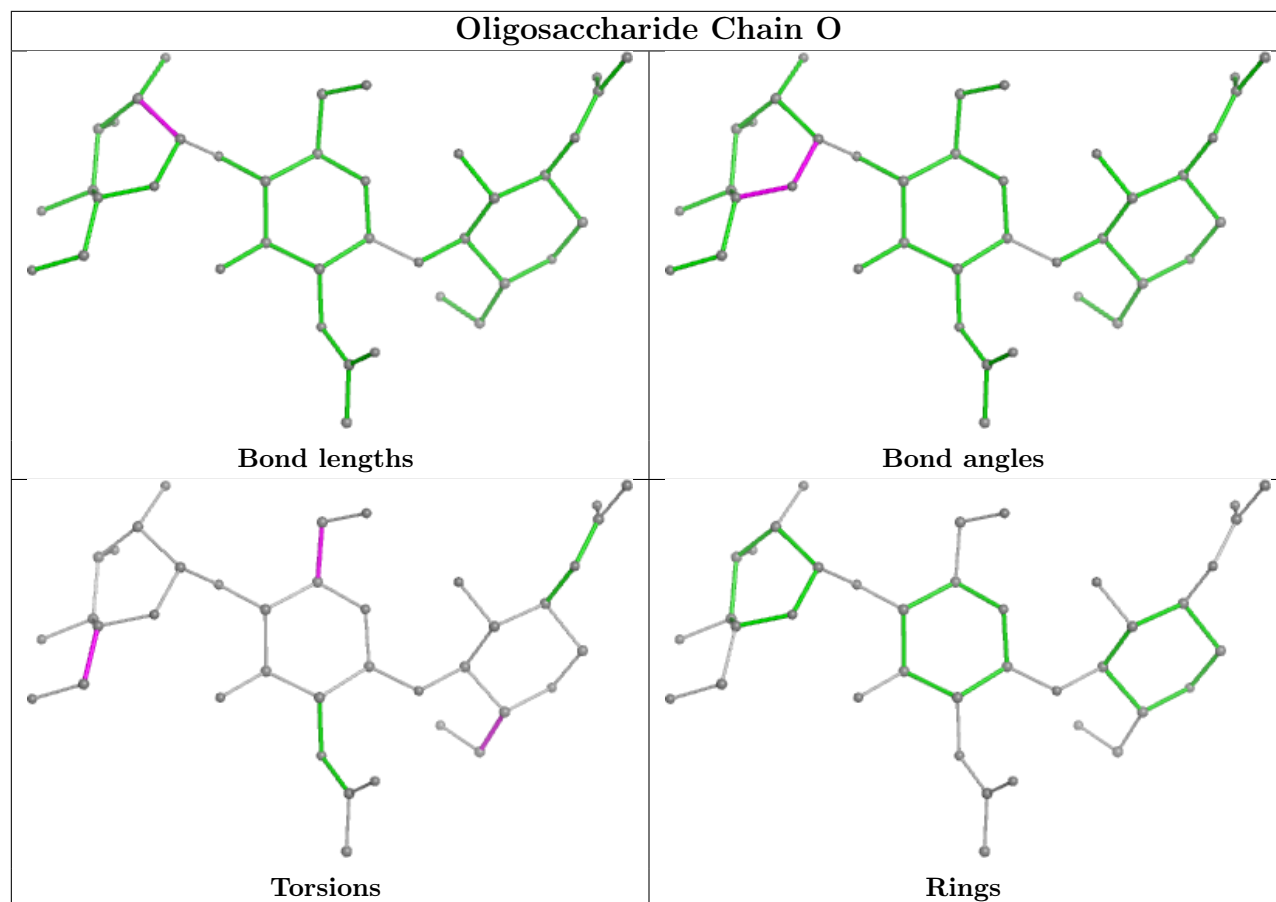 Oligosaccharide Chain O
Bond lengths
Bond angles
Torsions
Rings